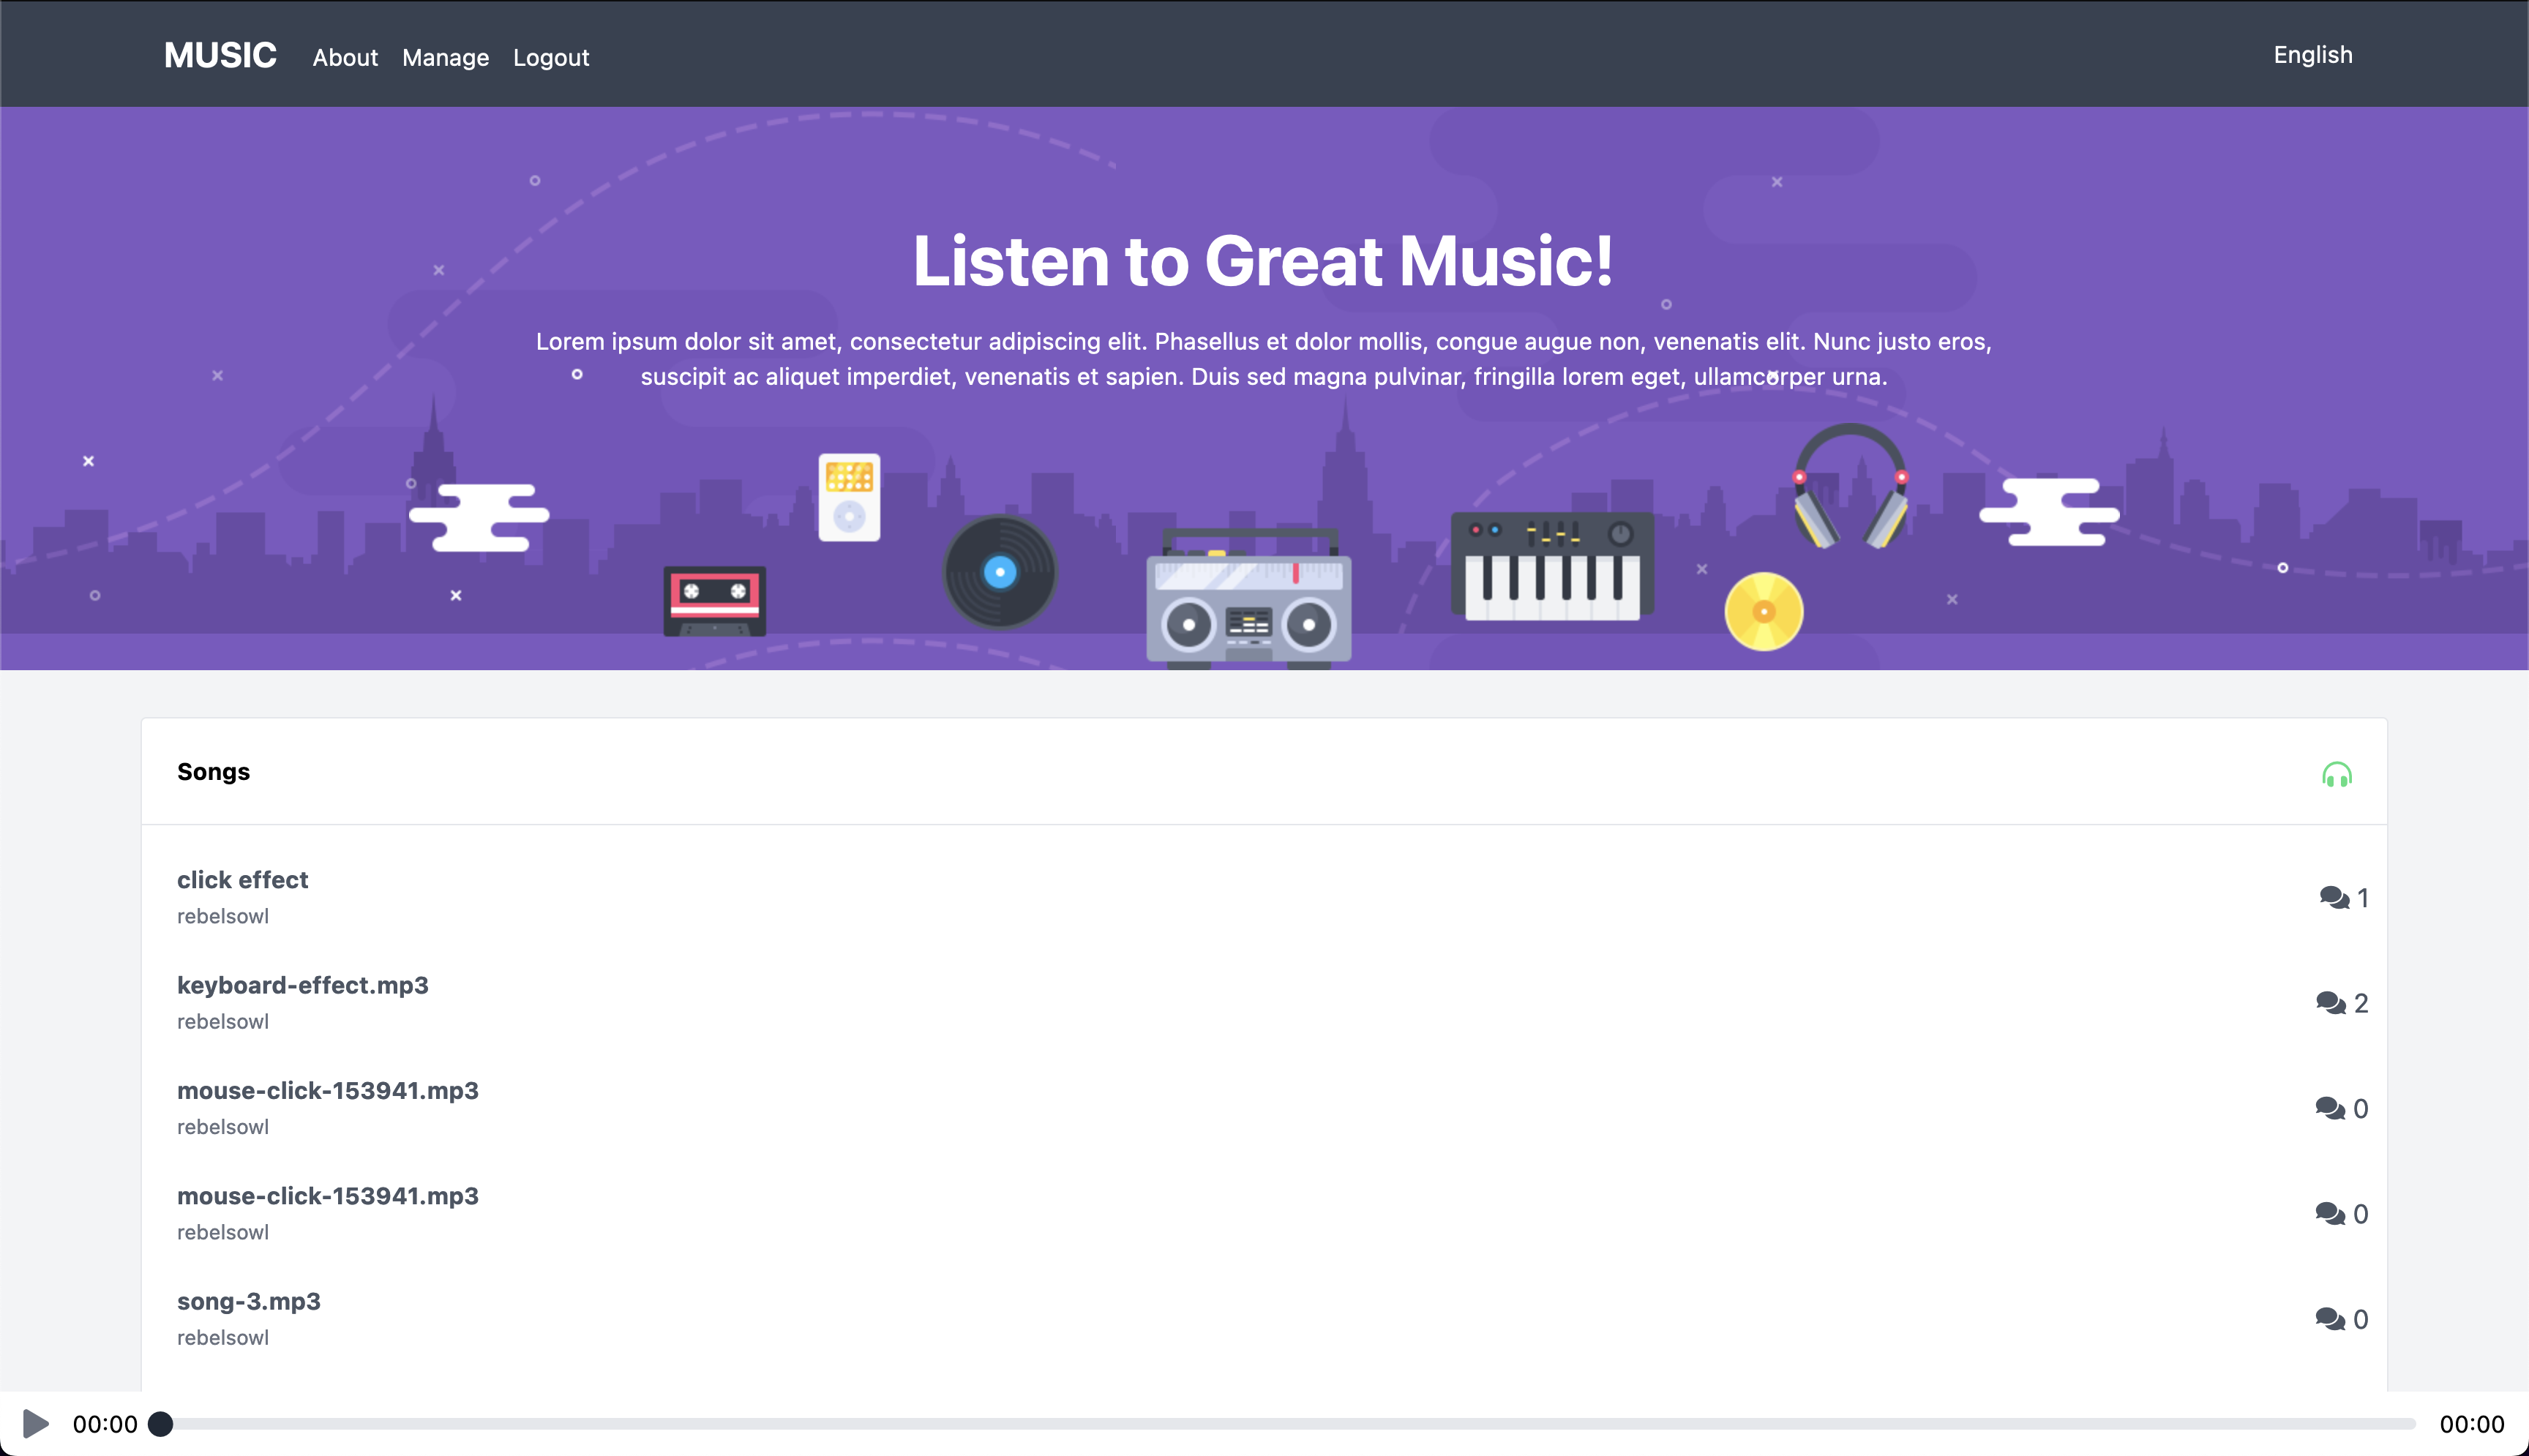 MUSIC About Manage Logout English
Listen to Great Music!
Lorem ipsum dolor sit amet, consectetur adipiscing elit. Phasellus et dolor mollis, congue augue non, venenatis elit. Nunc justo eros,
suscipit ac aliquet imperdiet, venenatis et sapien. Duis sed magna pulvinar, fringilla lorem eget, ullamcorper urna.
Songs
click effect
rebelsowl
1
keyboard-effect.mp3
rebelsowl
2
mouse-click-153941.mp3
rebelsowl
0
mouse-click-153941.mp3
rebelsowl
0
song-3.mp3
rebelsowl
0
00:00 00:00